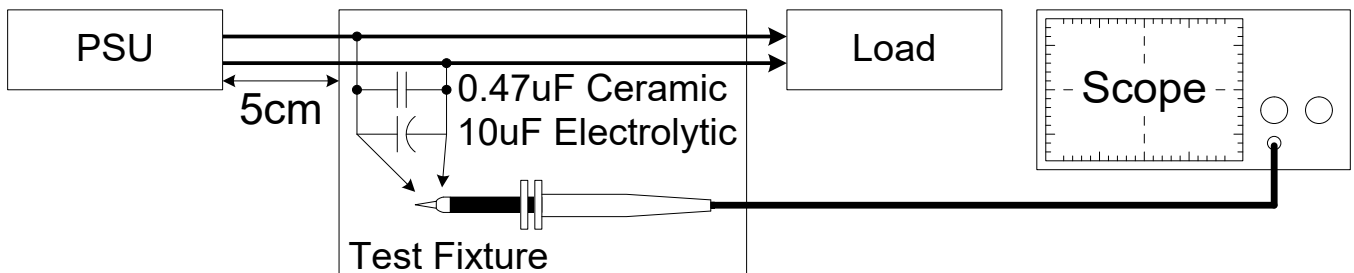 PSU
Load
Scope
5cm
0.47uF Ceramic
10uF Electrolytic
Test Fixture